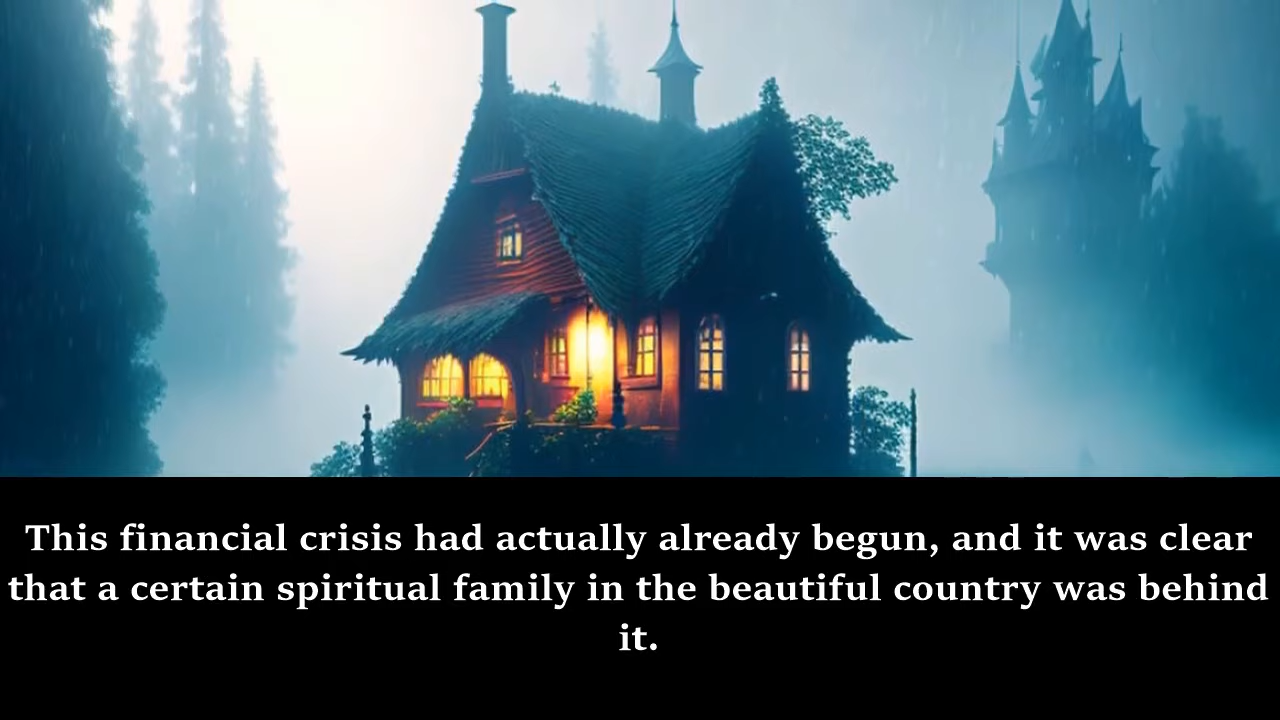 This financial crisis had actually already begun, and it was clear
that a certain spiritual family in the beautiful country was behind
it.